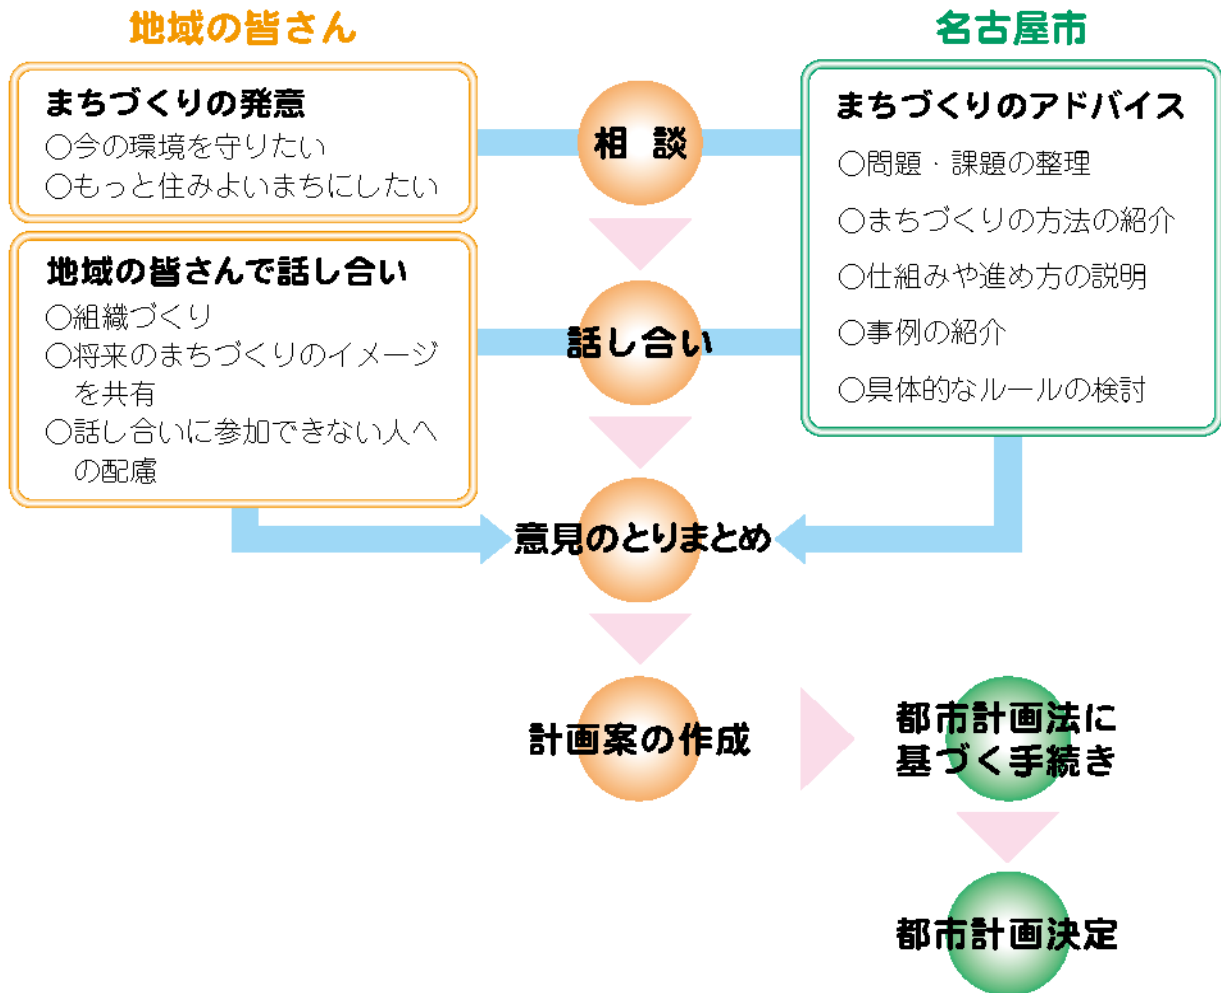 地域の皆さん
まちづくりの発意
○今の環境を守りたい
○もっと住みよいまちにしたい
地域の皆さんで話し合い
○組織づくり
○将来のまちづくりのイメージ
を共有
○話し合いに参加できない人へ
の配慮
相 談
話し合い
意見のとりまとめ
計画案の作成
名古屋市
まちづくりのアドバイス
○問題・課題の整理
○まちづくりの方法の紹介
○仕組みや進め方の説明
○事例の紹介
○具体的なルールの検討
都市計画法に
基づく手続き
都市計画決定